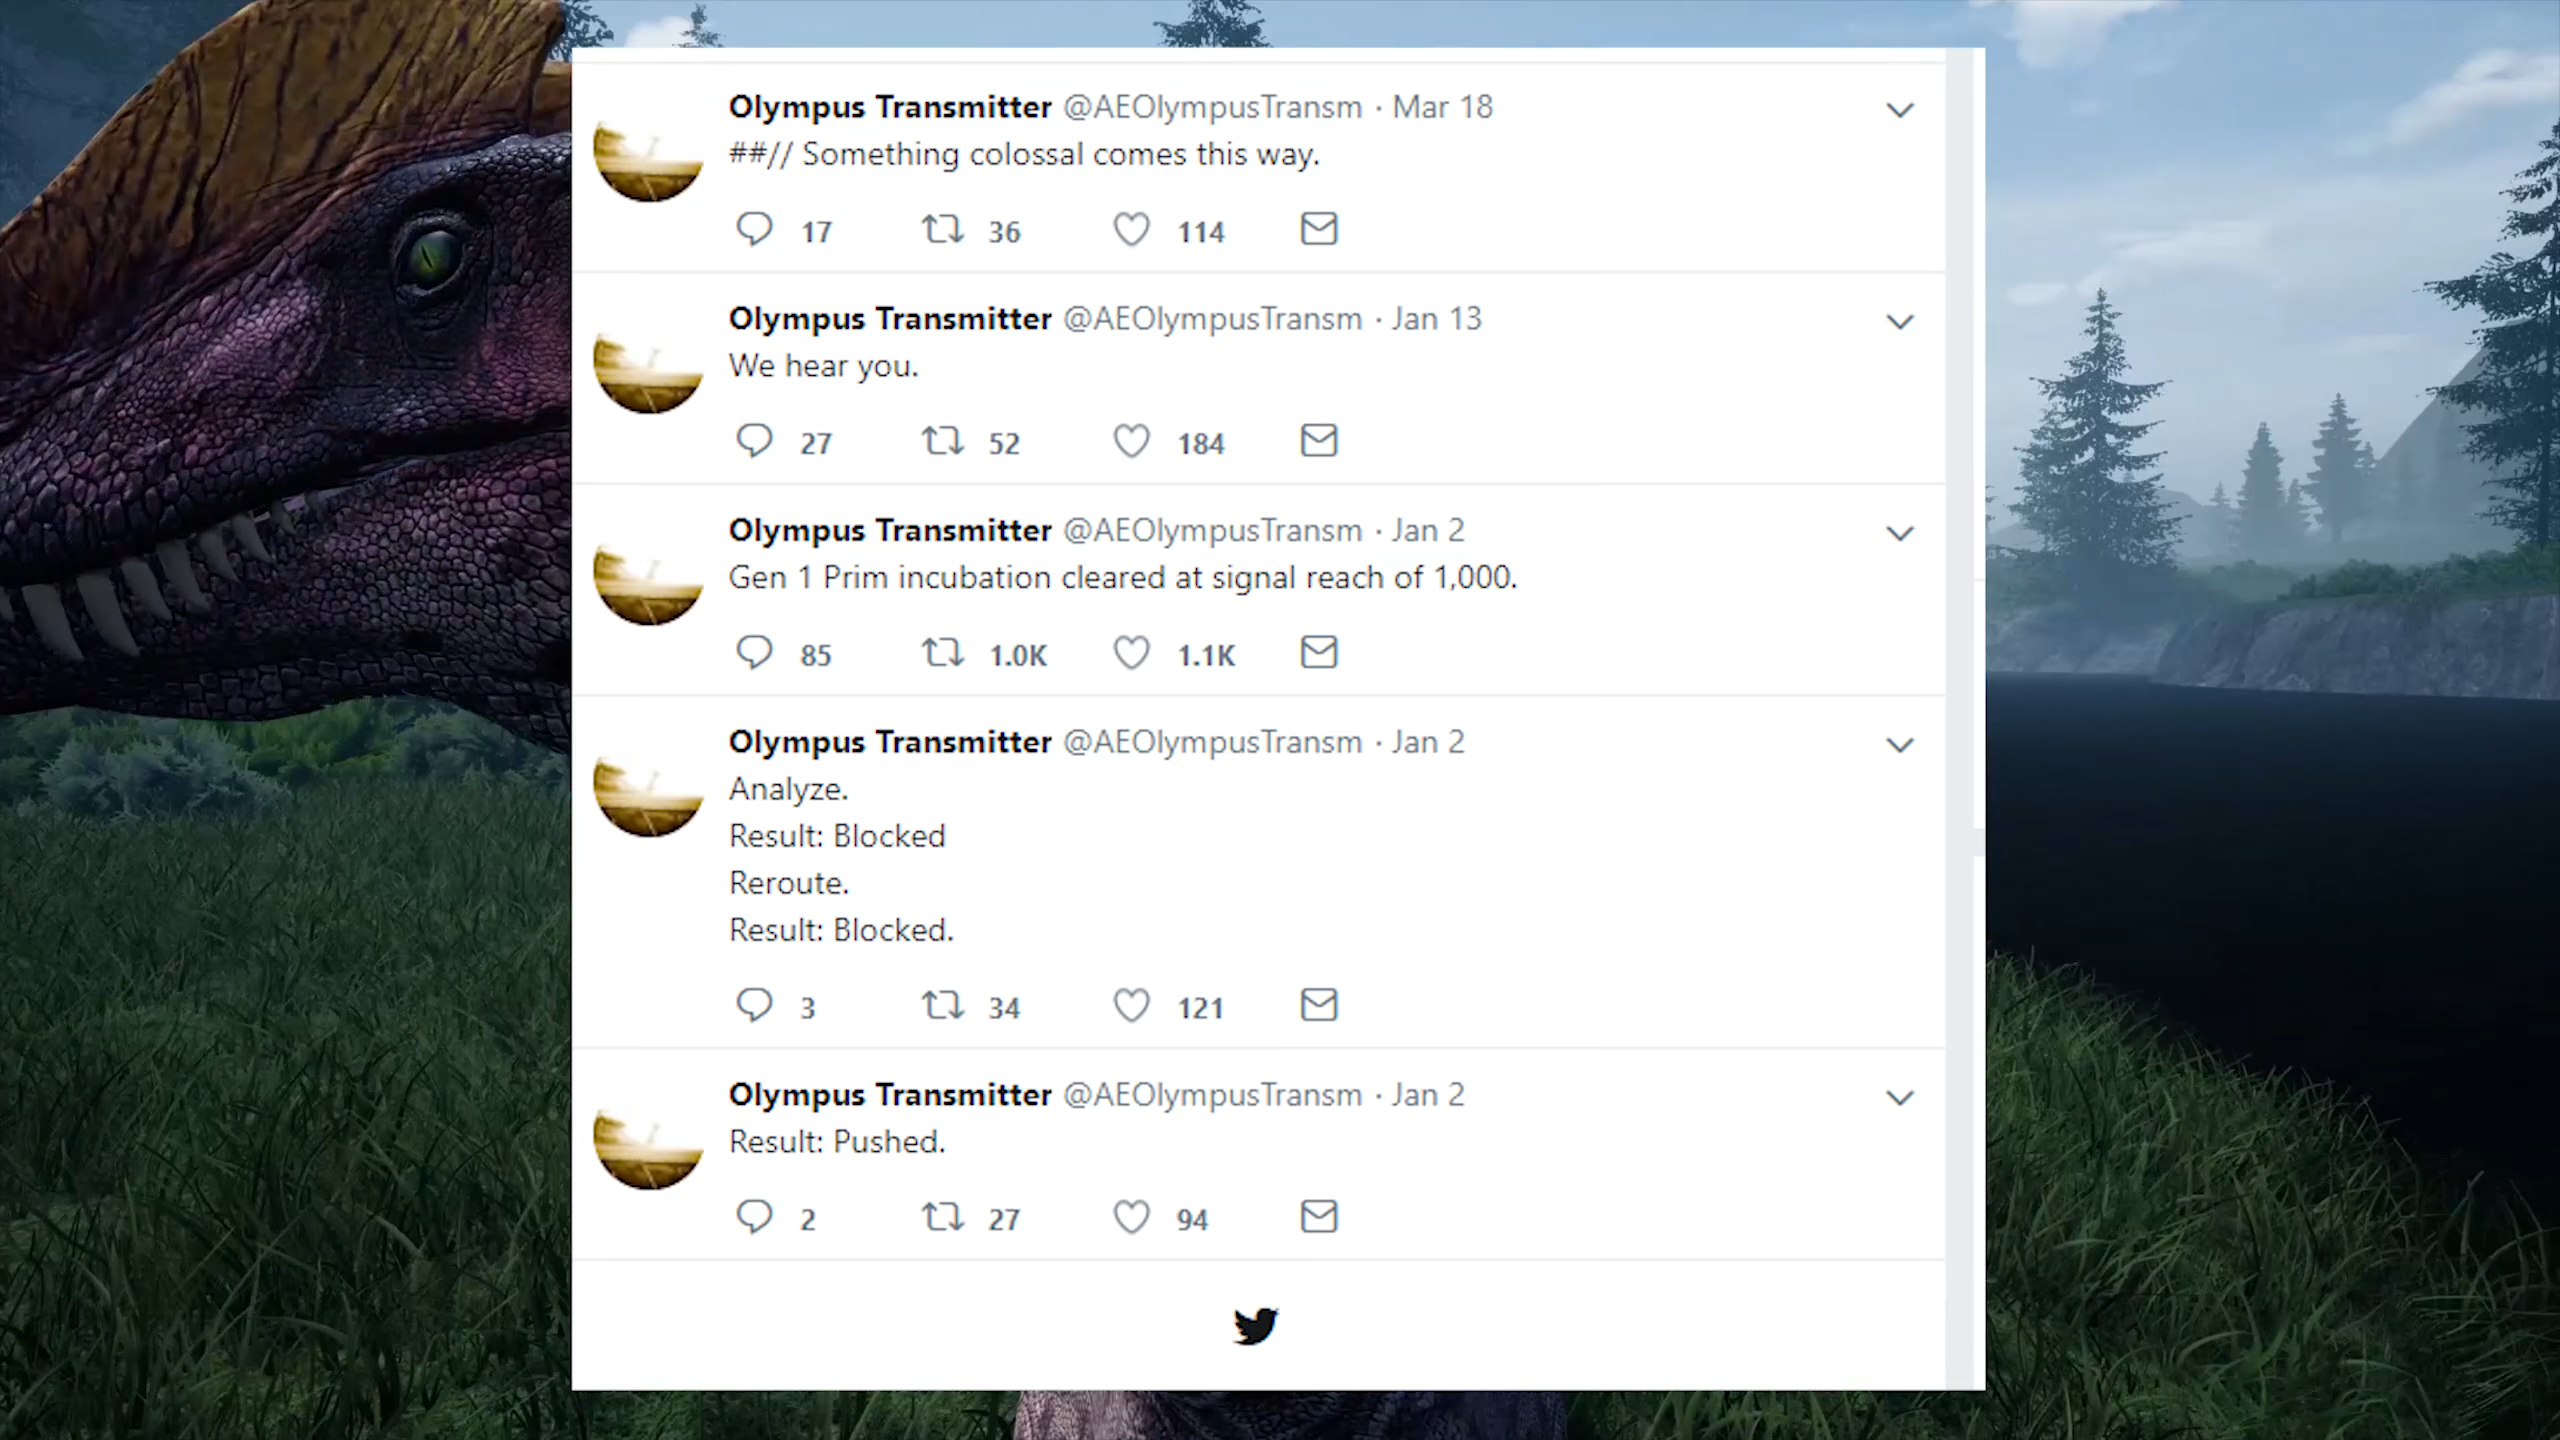 Olympus Transmitter @AEOlympusTransm · Mar 18
##// Something colossal comes this way.
17 36 114
Olympus Transmitter @AEOlympusTransm · Jan 13
We hear you.
27 52 184
Olympus Transmitter @AEOlympusTransm · Jan 2
Gen 1 Prim incubation cleared at signal reach of 1,000.
85 1.0K 1.1K
Olympus Transmitter @AEOlympusTransm · Jan 2
Analyze.
Result: Blocked
Reroute.
Result: Blocked.
3 34 121
Olympus Transmitter @AEOlympusTransm · Jan 2
Result: Pushed.
2 27 94